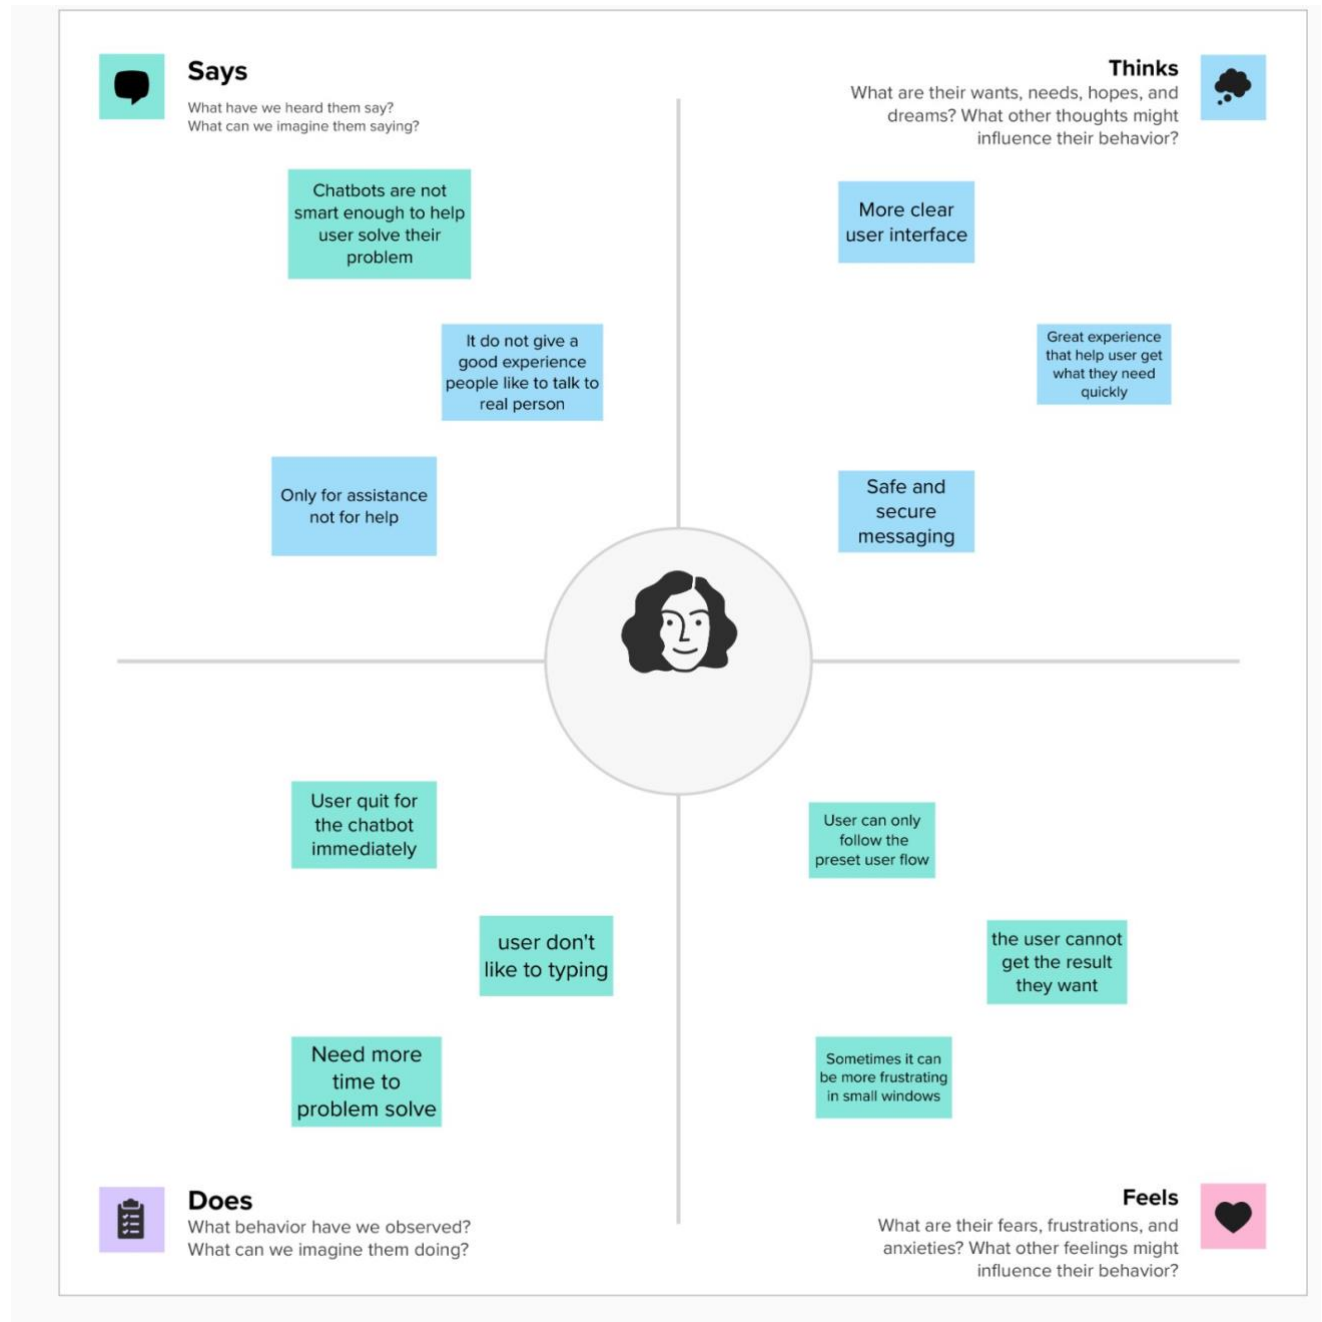 Says
What have we heard them say?
What can we imagine them saying?
Chatbots are not
smart enough to help
user solve their
problem
It do not give a
good experience
people like to talk to
real person
Only for assistance
not for help
Thinks
What are their wants, needs, hopes, and
dreams? What other thoughts might
influence their behavior?
More clear
user interface
Great experience
that help user get
what they need
quickly
Safe and
secure
messaging
User quit for
the chatbot
immediately
user don't
like to typing
Need more
time to
problem solve
Does
What behavior have we observed?
What can we imagine them doing?
User can only
follow the
preset user flow
the user cannot
get the result
they want
Sometimes it can
be more frustrating
in small windows
Feels
What are their fears, frustrations, and
anxieties? What other feelings might
influence their behavior?